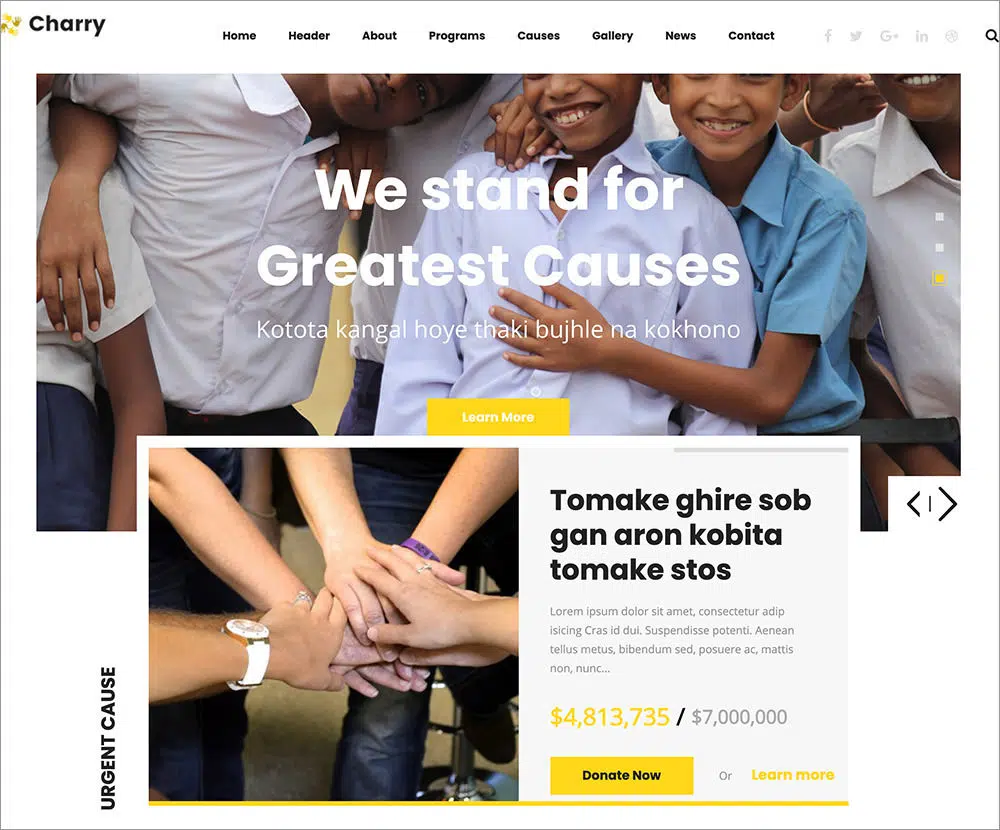 Charry
Home Header About Programs Causes Gallery News Contact
We stand for
Greatest Causes
Kotota kangal hoye thaki bujhle na kokhono
Learn More
Tomake ghire sob
gan aron kobita
tomake stos
Lorem ipsum dolor sit amet, consectetur adip
isicing Cras id dui. Suspendisse potenti. Aenean
tellus metus, bibendum sed, posuere ac, mattis
non, nunc...
$4,813,735 / $7,000,000
Donate Now Or Learn more
URGENT CAUSE